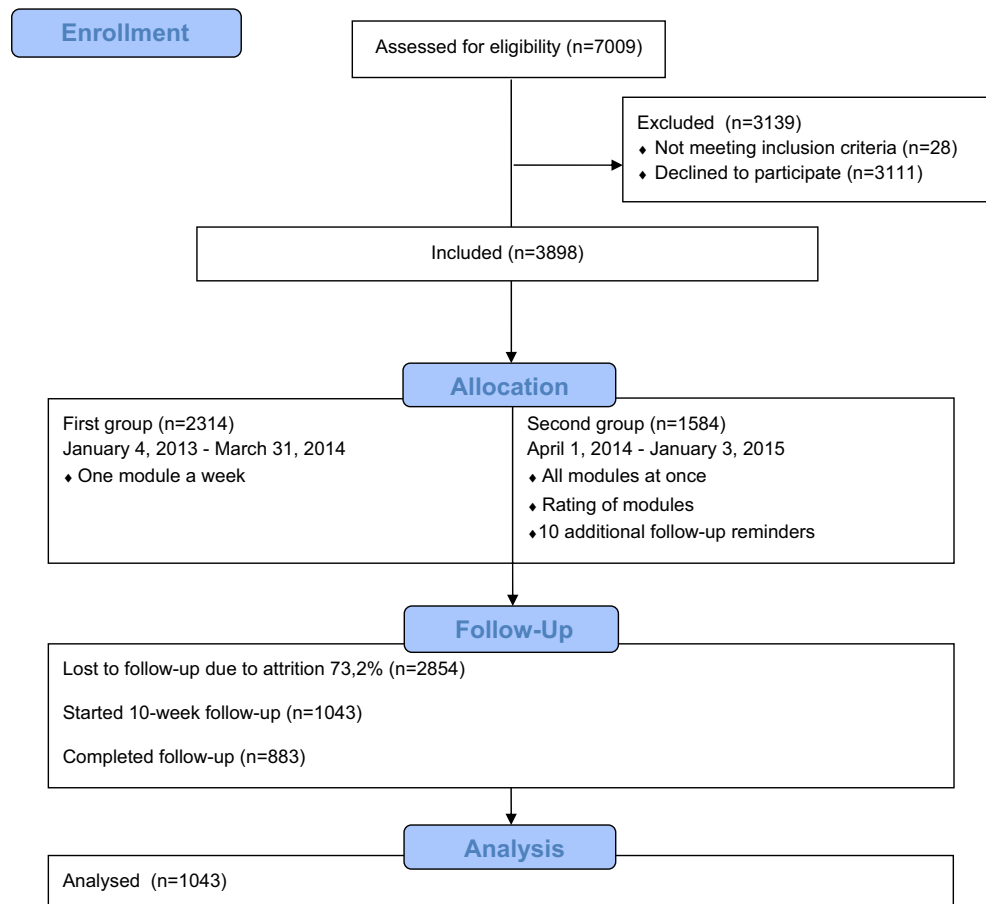 Enrollment
Assessed for eligibility (n=7009)
Excluded (n=3139)
♦ Not meeting inclusion criteria (n=28)
♦ Declined to participate (n=3111)
Included (n=3898)
Allocation
First group (n=2314)
January 4, 2013 - March 31, 2014
♦ One module a week
Second group (n=1584)
April 1, 2014 - January 3, 2015
♦ All modules at once
♦ Rating of modules
♦10 additional follow-up reminders
Follow-Up
Lost to follow-up due to attrition 73,2% (n=2854)
Started 10-week follow-up (n=1043)
Completed follow-up (n=883)
Analysis
Analysed (n=1043)